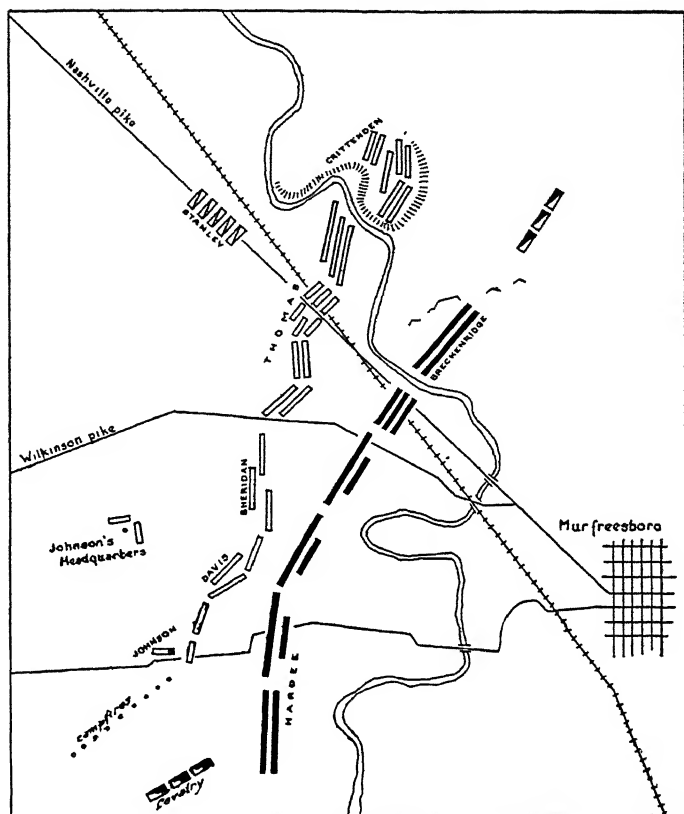 Nashville pike
CRITTENDEN
STANLEY
THOMAS
BRECKENRIDGE
Wilkinson pike
SHERIDAN
Murfreesboro
Johnson's
Headquarters
DAVIS
JOHNSON
HARDEE
campfires
Cavalry